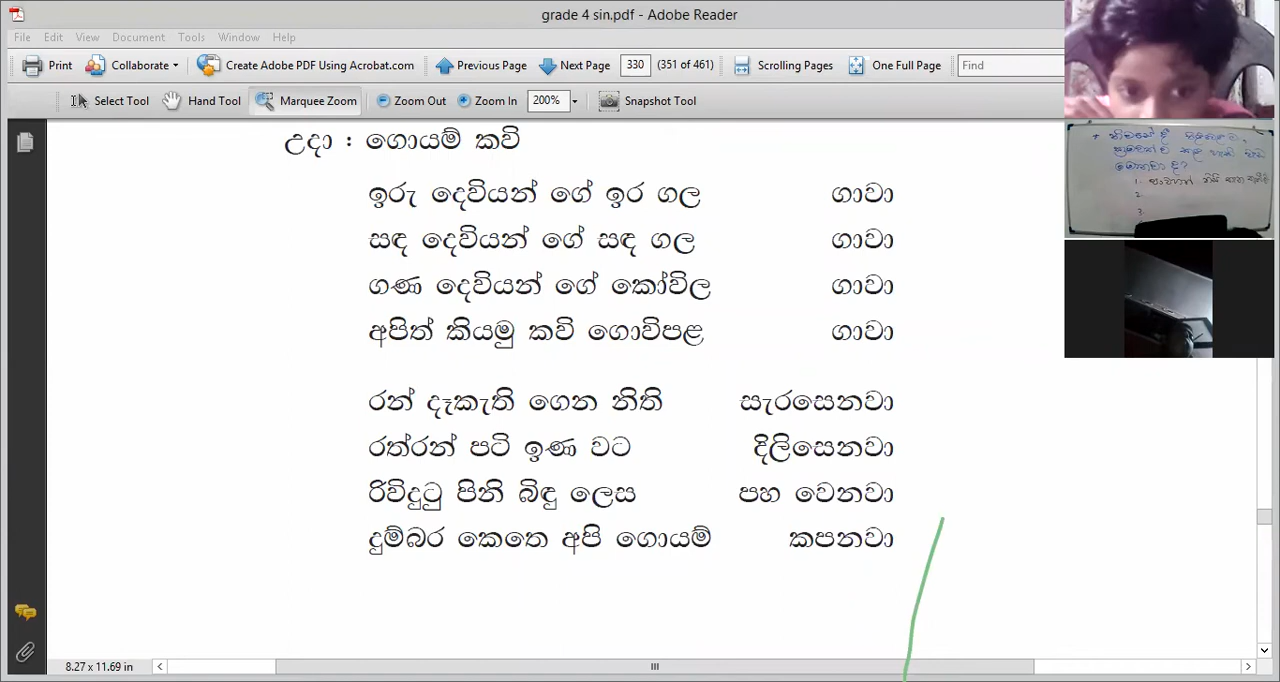 grade 4 sin.pdf - Adobe Reader
File Edit View Document Tools Window Help
Print Collaborate Create Adobe PDF Using Acrobat.com Previous Page Next Page 330 (351 of 461) Scrolling Pages One Full Page Find
Select Tool Hand Tool Marquee Zoom Zoom Out Zoom In 200% Snapshot Tool
උදා : ගොයම් කවි
ඉරු දෙවියන් ගේ ඉර ගල ගාවා
සඳ දෙවියන් ගේ සඳ ගල ගාවා
ගණ දෙවියන් ගේ කෝවිල ගාවා
අපිත් කියමු කවි ගොවිපළ ගාවා
රන් දෑකැති ගෙන නිති සැරසෙනවා
රත්රන් පටි ඉණ වට දිලිසෙනවා
රිවිදුටු පිනි බිඳු ලෙස පහ වෙනවා
දුම්බර කෙතෙ අපි ගොයම් කපනවා
8.27 x 11.69 in
1.
2.
3.